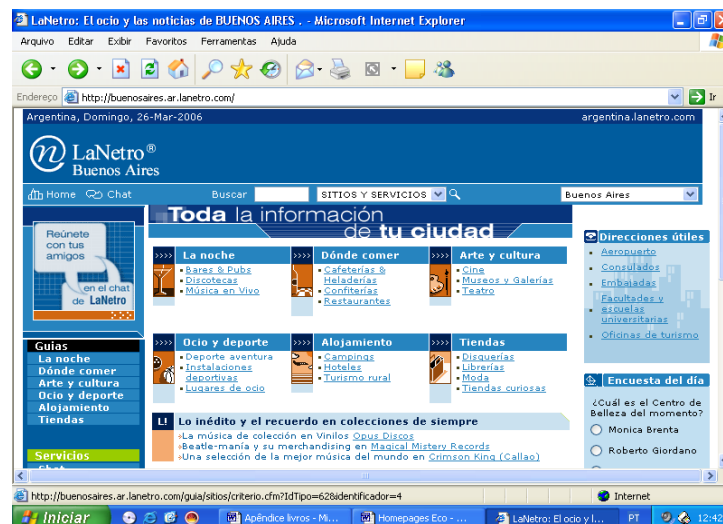 LaNetro: El ocio y las noticias de BUENOS AIRES . - Microsoft Internet Explorer
Arquivo Editar Exibir Favoritos Ferramentas Ajuda
Endereço http://buenosaires.ar.lanetro.com/ Ir
Argentina, Domingo, 26-Mar-2006 argentina.lanetro.com
n LaNetro®
Buenos Aires
Home Chat Buscar SITIOS Y SERVICIOS Buenos Aires
Toda la información
de tu ciudad
Reúnete
con tus
amigos
en el chat
de LaNetro
Guias
La noche
Dónde comer
Arte y cultura
Ocio y deporte
Alojamiento
Tiendas
Servicios
Chat
>>>> La noche
Bares & Pubs
Discotecas
Música en Vivo
>>>> Dónde comer
Cafeterías &
Heladerías
Confiterías
Restaurantes
>>>> Arte y cultura
Cine
Museos y Galerías
Teatro
>>>> Ocio y deporte
Deporte aventura
Instalaciones
deportivas
Lugares de ocio
>>>> Alojamiento
Campings
Hoteles
Turismo rural
>>>> Tiendas
Disquerías
Librerías
Moda
Tiendas curiosas
L! Lo inédito y el recuerdo en colecciones de siempre
»La música de colección en Vinilos Opus Discos
»Beatle-manía y su merchandising en Magical Mistery Records
»Una selección de la mejor música del mundo en Crimson King (Callao)
Direcciones útiles
Aeropuerto
Consulados
Embajadas
Facultades y
escuelas
universitarias
Oficinas de turismo
Encuesta del día
¿Cuál es el Centro de
Belleza del momento?
Monica Brenta
Roberto Giordano
http://buenosaires.ar.lanetro.com/guia/sitios/criterio.cfm?IdTipo=62&identificador=4 Internet
Iniciar Apêndice livros - Mi... Homepages Eco - ... LaNetro: El ocio y l... PT 12:42